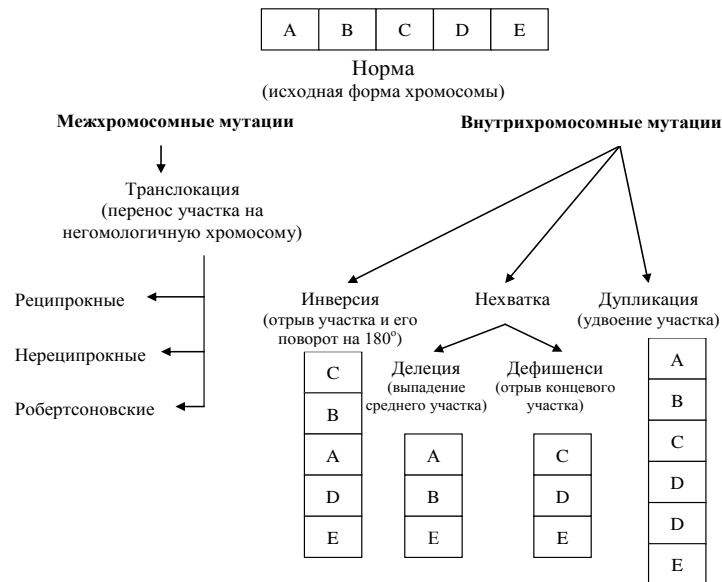 A B C D E
Норма
(исходная форма хромосомы)
Межхромосомные мутации
Внутрихромосомные мутации
Транслокация
(перенос участка на
негомологичную хромосому)
Реципрокные
Нереципрокные
Робертсоновские
Инверсия
(отрыв участка и его
поворот на 180°)
C
B
A
D
E
Нехватка
Делеция
(выпадение
среднего участка)
A
B
E
Дефишенси
(отрыв концевого
участка)
C
D
E
Дупликация
(удвоение участка)
A
B
C
D
D
E